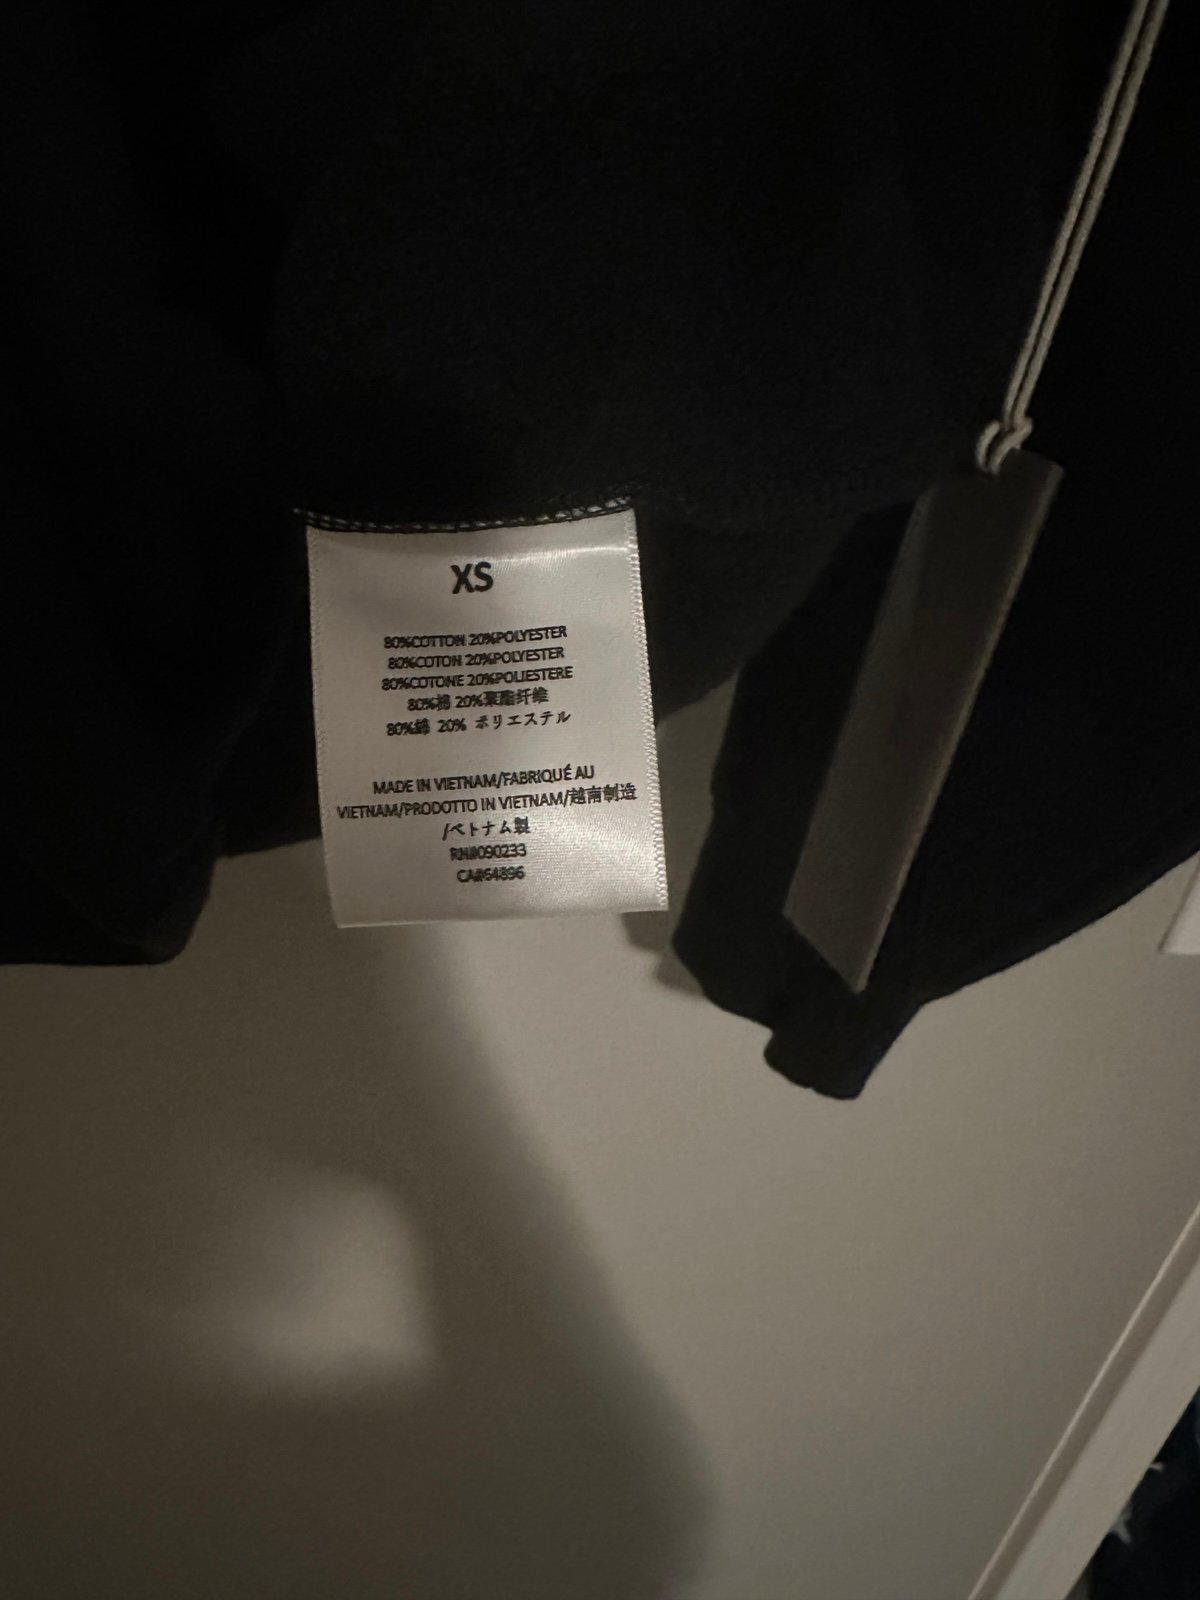 XS
80%COTTON 20%POLYESTER
80%COTON 20%POLYESTER
80%COTONE 20%POLIESTERE
80%棉 20%聚酯纤维
80%綿 20% ポリエステル
MADE IN VIETNAM/FABRIQUÉ AU
VIETNAM/PRODOTTO IN VIETNAM/越南制造
/ベトナム製
RN#090233
CA#64896